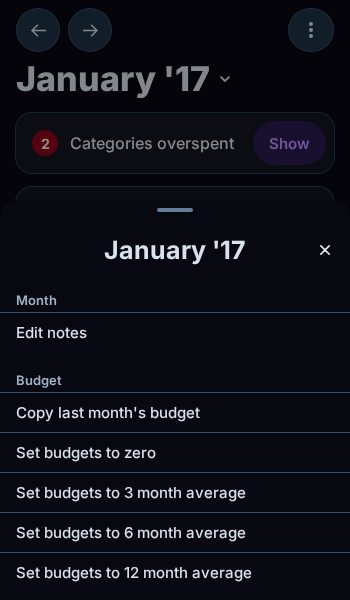 January '17
2 Categories overspent Show
January '17
Month
Edit notes
Budget
Copy last month's budget
Set budgets to zero
Set budgets to 3 month average
Set budgets to 6 month average
Set budgets to 12 month average